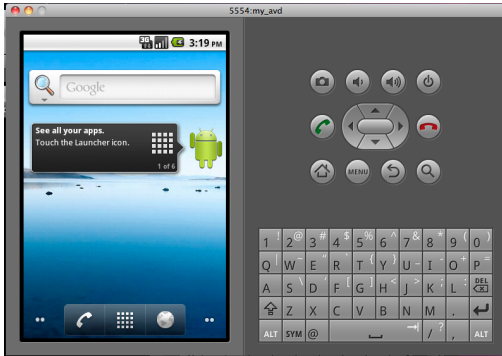 5554:my_avd
3G
3:19 PM
Google
See all your apps.
Touch the Launcher icon.
1 of 6
MENU
1 ! 2 @ 3 # 4 $ 5 % 6 ^ 7 & 8 * 9 ( 0 )
Q | W ~ E " R ` T { Y } U _ I - O + P =
A S \ D ' F [ G ] H < J > K ; L : DEL
Z X C V B N M .
ALT SYM @ / ? , ALT